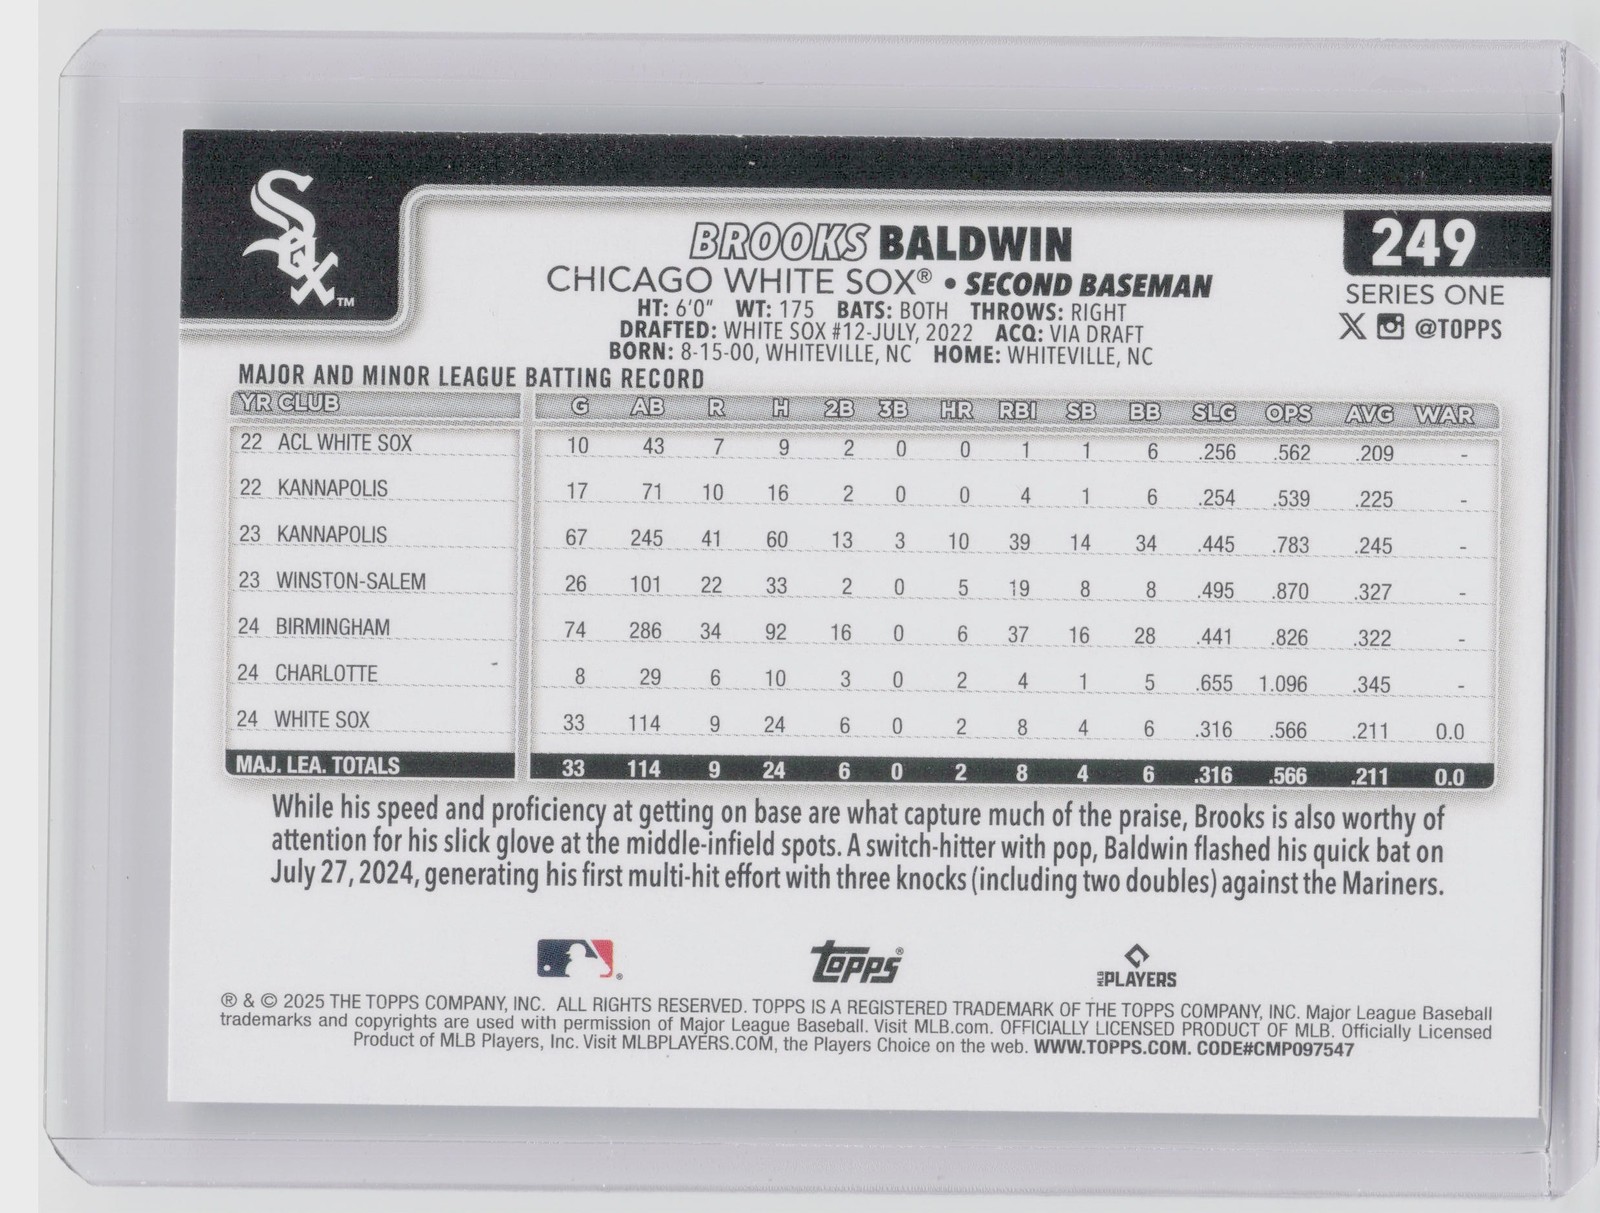 Sox™
BROOKS BALDWIN
249
CHICAGO WHITE SOX® • SECOND BASEMAN
SERIES ONE
HT: 6'0" WT: 175 BATS: BOTH THROWS: RIGHT
X @TOPPS
DRAFTED: WHITE SOX #12-JULY, 2022 ACQ: VIA DRAFT
BORN: 8-15-00, WHITEVILLE, NC HOME: WHITEVILLE, NC
MAJOR AND MINOR LEAGUE BATTING RECORD
YR CLUB G AB R H 2B 3B HR RBI SB BB SLG OPS AVG WAR
22 ACL WHITE SOX 10 43 7 9 2 0 0 1 1 6 .256 .562 .209 -
22 KANNAPOLIS 17 71 10 16 2 0 0 4 1 6 .254 .539 .225 -
23 KANNAPOLIS 67 245 41 60 13 3 10 39 14 34 .445 .783 .245 -
23 WINSTON-SALEM 26 101 22 33 2 0 5 19 8 8 .495 .870 .327 -
24 BIRMINGHAM 74 286 34 92 16 0 6 37 16 28 .441 .826 .322 -
24 CHARLOTTE 8 29 6 10 3 0 2 4 1 5 .655 1.096 .345 -
24 WHITE SOX 33 114 9 24 6 0 2 8 4 6 .316 .566 .211 0.0
MAJ. LEA. TOTALS 33 114 9 24 6 0 2 8 4 6 .316 .566 .211 0.0
While his speed and proficiency at getting on base are what capture much of the praise, Brooks is also worthy of
attention for his slick glove at the middle-infield spots. A switch-hitter with pop, Baldwin flashed his quick bat on
July 27, 2024, generating his first multi-hit effort with three knocks (including two doubles) against the Mariners.
Topps® MLB PLAYERS
® & © 2025 THE TOPPS COMPANY, INC. ALL RIGHTS RESERVED. TOPPS IS A REGISTERED TRADEMARK OF THE TOPPS COMPANY, INC. Major League Baseball
trademarks and copyrights are used with permission of Major League Baseball. Visit MLB.com. OFFICIALLY LICENSED PRODUCT OF MLB. Officially Licensed
Product of MLB Players, Inc. Visit MLBPLAYERS.COM, the Players Choice on the web. WWW.TOPPS.COM. CODE#CMP097547